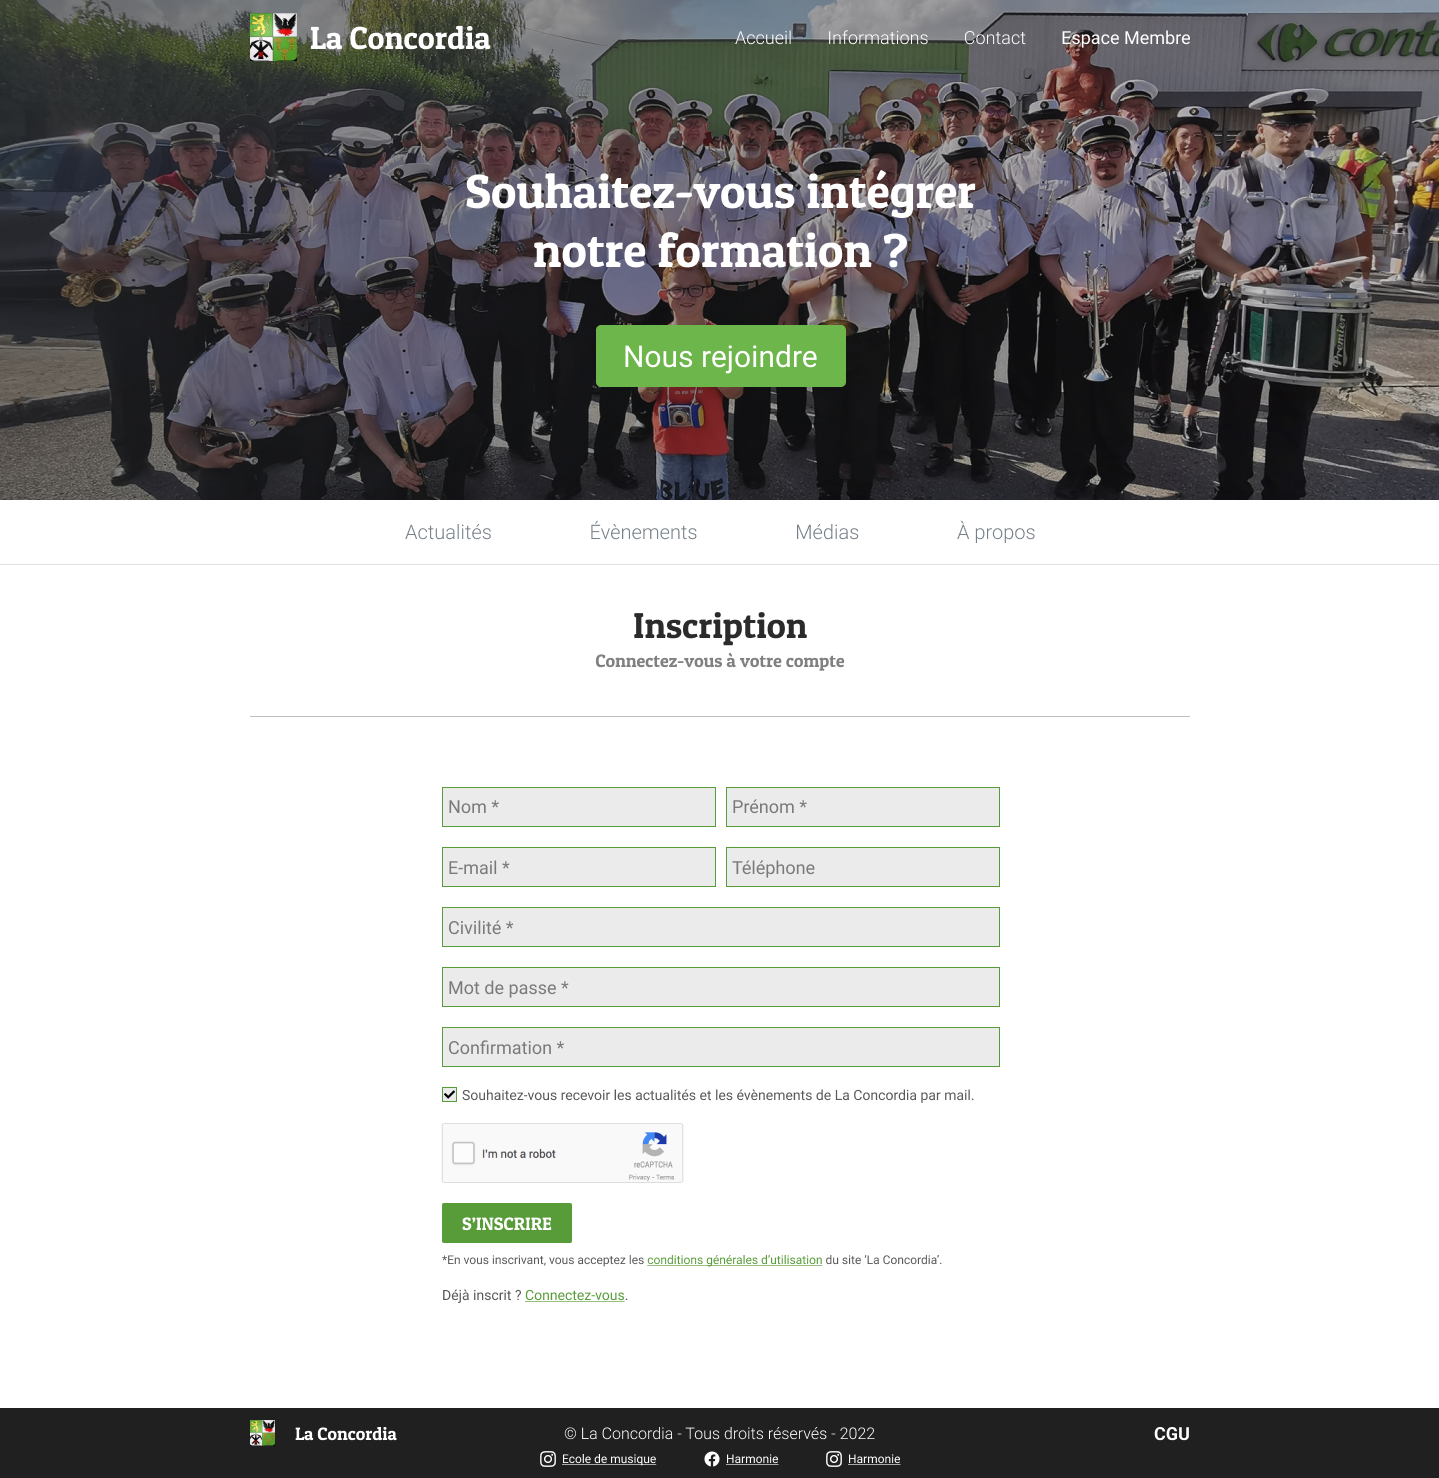 La Concordia
Accueil Informations Contact Espace Membre
conta
Souhaitez-vous intégrer
notre formation ?
Nous rejoindre
Premier
BLUE
Actualités Évènements Médias À propos
Inscription
Connectez-vous à votre compte
Nom * Prénom *
E-mail * Téléphone
Civilité *
Mot de passe *
Confirmation *
Souhaitez-vous recevoir les actualités et les évènements de La Concordia par mail.
I'm not a robot
reCAPTCHA
Privacy - Terms
S'INSCRIRE
*En vous inscrivant, vous acceptez les conditions générales d'utilisation du site ‘La Concordia’.
Déjà inscrit ? Connectez-vous.
La Concordia © La Concordia - Tous droits réservés - 2022 CGU
Ecole de musique Harmonie Harmonie